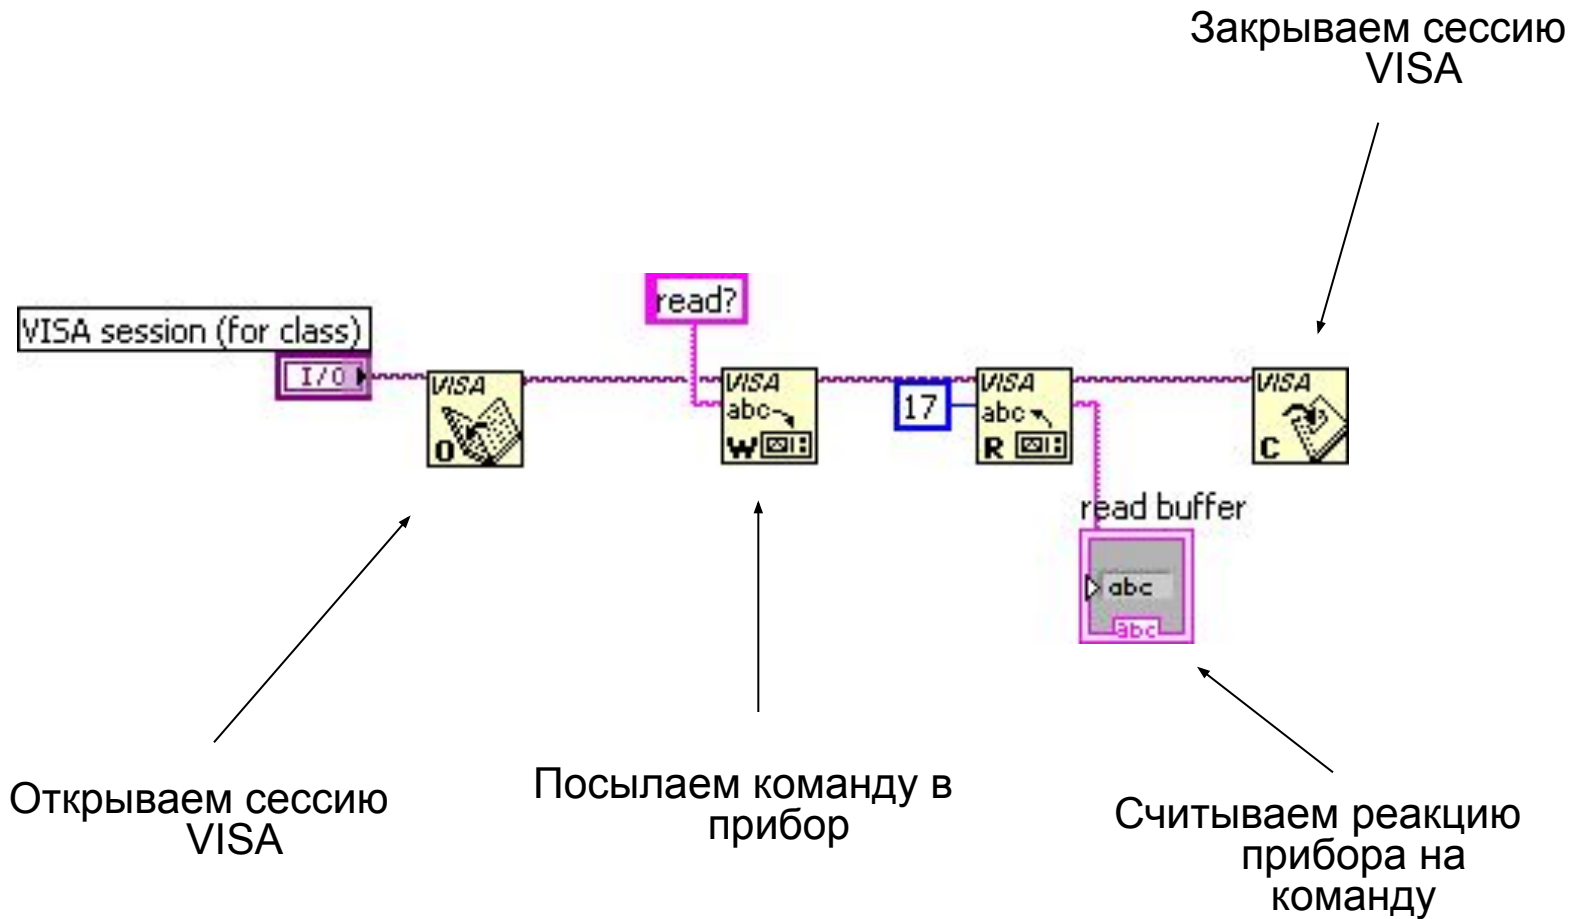 Закрываем сессию
VISA
read?
VISA session (for class)
I/O
VISA
O
VISA
abc
W
17
VISA
abc
R
VISA
C
read buffer
abc
abc
Открываем сессию
VISA
Посылаем команду в
прибор
Считываем реакцию
прибора на
команду